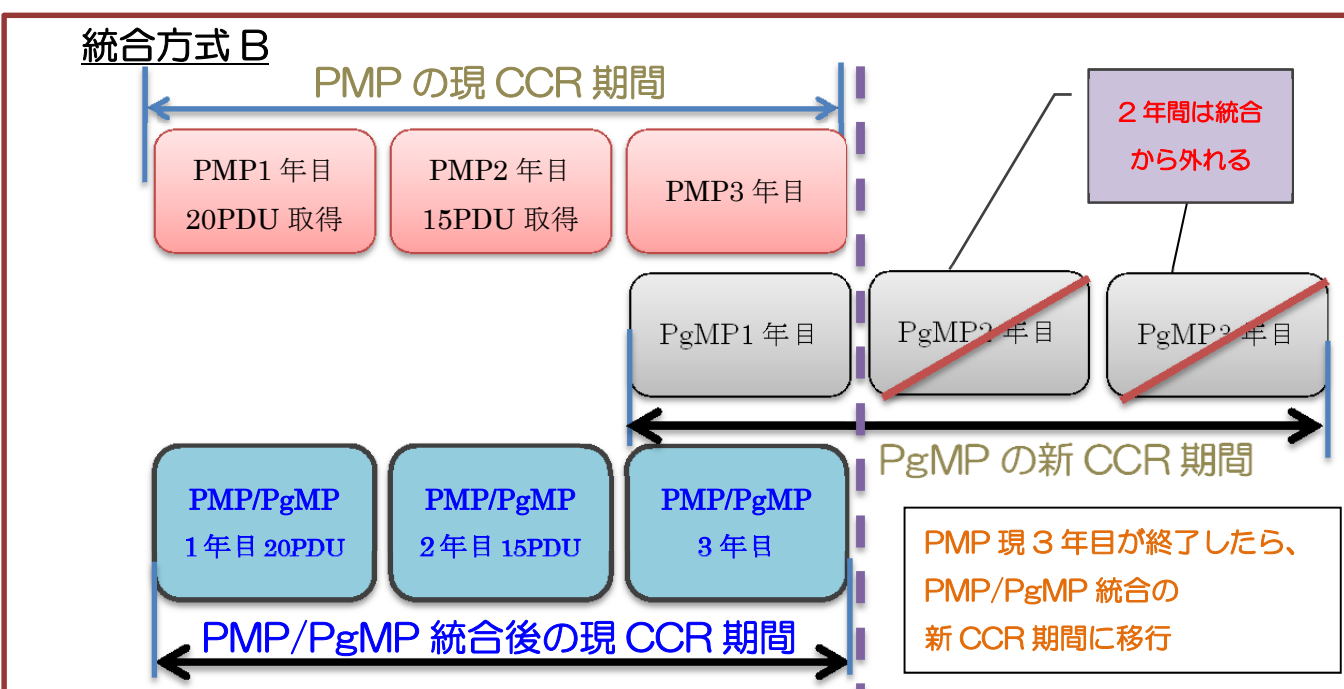 統合方式 B
PMP の現 CCR 期間
2 年間は統合
から外れる
PMP1 年目
20PDU 取得
PMP2 年目
15PDU 取得
PMP3 年目
PgMP1 年目
PgMP2 年目
PgMP3 年目
PgMP の新 CCR 期間
PMP/PgMP
1 年目 20PDU
PMP/PgMP
2 年目 15PDU
PMP/PgMP
3 年目
PMP/PgMP 統合後の現 CCR 期間
PMP 現 3 年目が終了したら、
PMP/PgMP 統合の
新 CCR 期間に移行